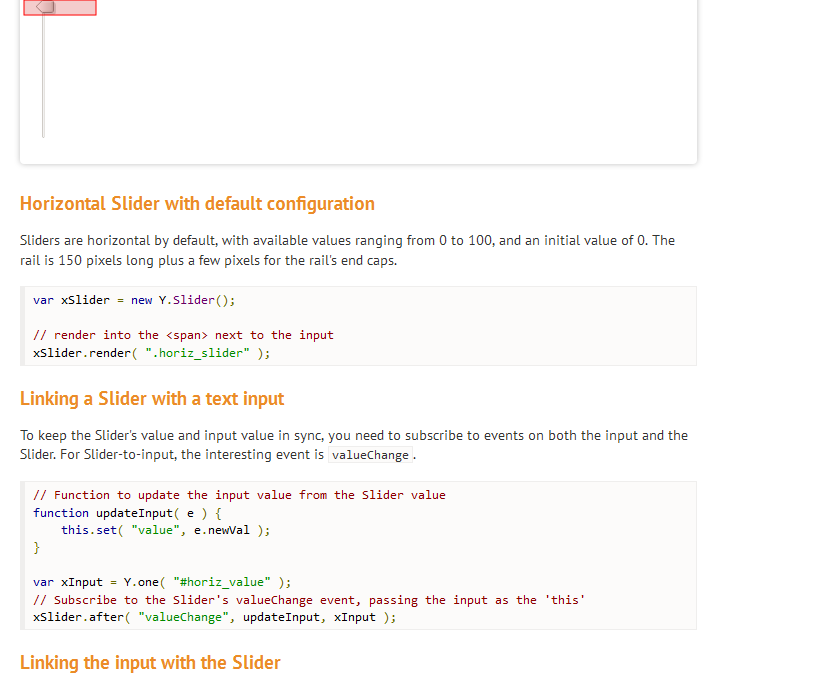 Horizontal Slider with default configuration
Sliders are horizontal by default, with available values ranging from 0 to 100, and an initial value of 0. The
rail is 150 pixels long plus a few pixels for the rail's end caps.
var xSlider = new Y.Slider();
// render into the <span> next to the input
xSlider.render( ".horiz_slider" );
Linking a Slider with a text input
To keep the Slider's value and input value in sync, you need to subscribe to events on both the input and the
Slider. For Slider-to-input, the interesting event is valueChange.
// Function to update the input value from the Slider value
function updateInput( e ) {
    this.set( "value", e.newVal );
}
var xInput = Y.one( "#horiz_value" );
// Subscribe to the Slider's valueChange event, passing the input as the 'this'
xSlider.after( "valueChange", updateInput, xInput );
Linking the input with the Slider